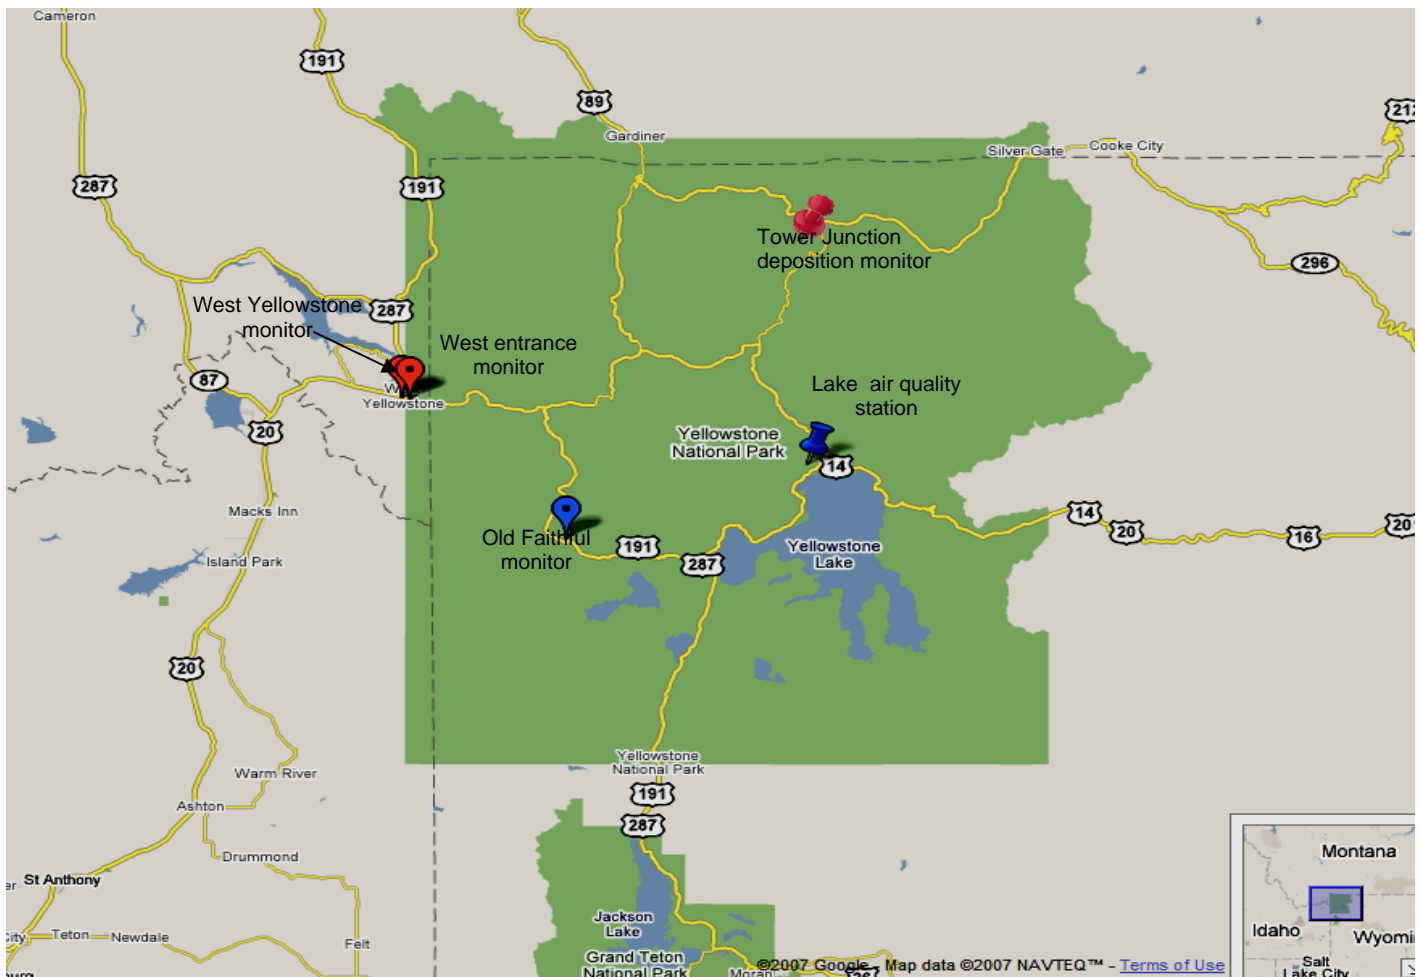 Cameron
191
89
212
Gardiner
Silver Gate
Cooke City
287
191
Tower Junction
deposition monitor
296
West Yellowstone
monitor
287
West entrance
monitor
87
Yellowstone
Lake air quality
station
20
Yellowstone
National Park
14
Macks Inn
14
20
16
20
Old Faithful
monitor
191
287
Yellowstone
Lake
Island Park
20
Yellowstone
National Park
Warm River
191
Ashton
287
Drummond
Montana
St Anthony
Jackson
Lake
Idaho
Wyomi
City
Teton
Newdale
Felt
Grand Teton
National Park
Moran
©2007 Google - Map data ©2007 NAVTEQ™ - Terms of Use
Salt
Lake City